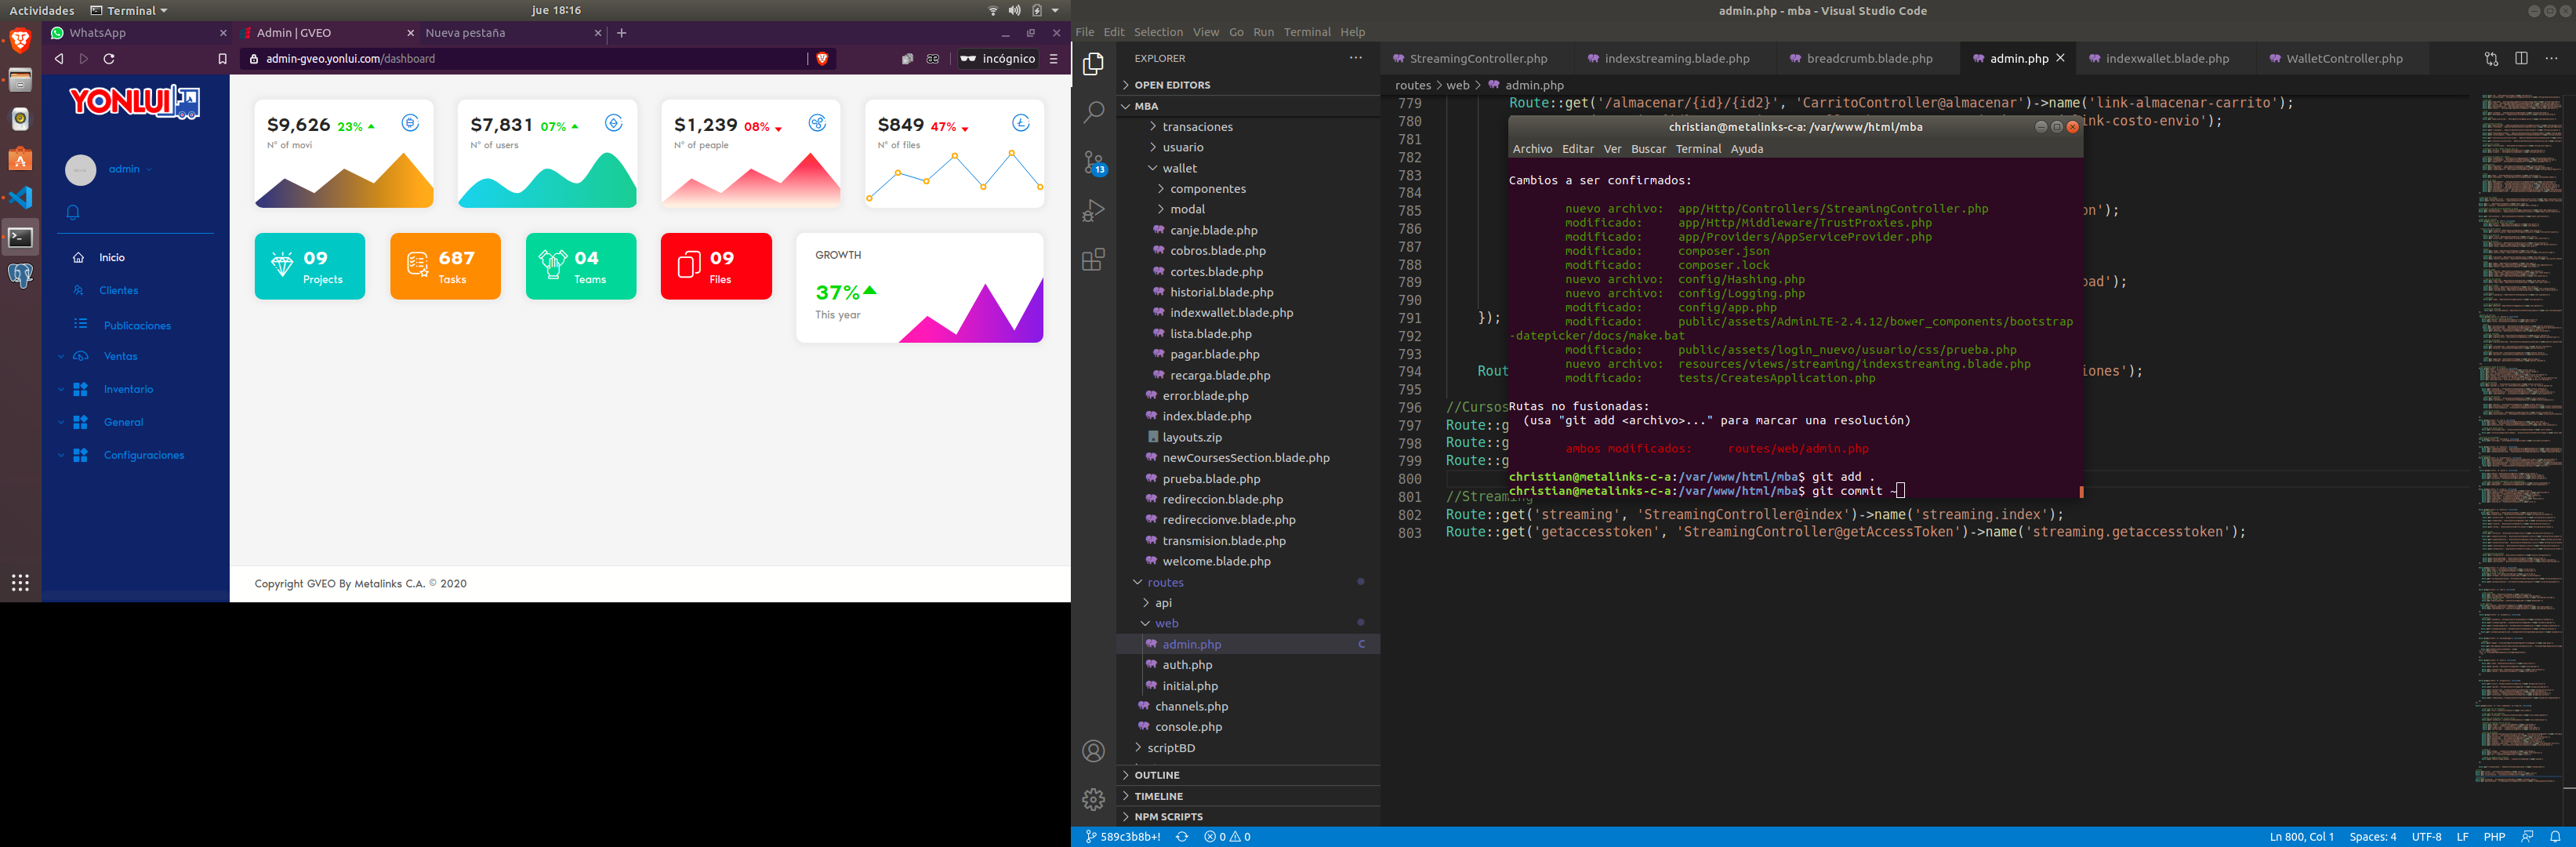 Actividades
Terminal
jue 18:16
WhatsApp
Admin | GVEO
Nueva pestaña
admin-gveo.yonlui.com/dashboard
incógnito
YONLUI
admin
Inicio
Clientes
Publicaciones
Ventas
Inventario
General
Configuraciones
$9,626 23%
N° of movi
$7,831 07%
N° of users
$1,239 08%
N° of people
$849 47%
N° of files
09
Projects
687
Tasks
04
Teams
09
Files
GROWTH
37%
This year
Copyright GVEO By Metalinks C.A. © 2020
admin.php - mba - Visual Studio Code
File Edit Selection View Go Run Terminal Help
EXPLORER
OPEN EDITORS
MBA
13
transaciones
usuario
wallet
componentes
modal
canje.blade.php
cobros.blade.php
cortes.blade.php
historial.blade.php
indexwallet.blade.php
lista.blade.php
pagar.blade.php
recarga.blade.php
error.blade.php
index.blade.php
layouts.zip
newCoursesSection.blade.php
prueba.blade.php
redireccion.blade.php
redireccionve.blade.php
transmision.blade.php
welcome.blade.php
routes
api
web
admin.php C
auth.php
initial.php
channels.php
console.php
scriptBD
OUTLINE
TIMELINE
NPM SCRIPTS
StreamingController.php
indexstreaming.blade.php
breadcrumb.blade.php
admin.php
indexwallet.blade.php
WalletController.php
routes > web > admin.php
779 Route::get('/almacenar/{id}/{id2}', 'CarritoController@almacenar')->name('link-almacenar-carrito');
780 ink-costo-envio');
781
782
783
784
785 on');
786
787
788
789 oad');
790
791 });
792
793
794 Rout iones');
795
796 //Cursos
797 Route::g
798 Route::g
799 Route::g
800
801 //Streaming
802 Route::get('streaming', 'StreamingController@index')->name('streaming.index');
803 Route::get('getaccesstoken', 'StreamingController@getAccessToken')->name('streaming.getaccesstoken');
christian@metalinks-c-a: /var/www/html/mba
Archivo Editar Ver Buscar Terminal Ayuda
Cambios a ser confirmados:
nuevo archivo: app/Http/Controllers/StreamingController.php
modificado: app/Http/Middleware/TrustProxies.php
modificado: app/Providers/AppServiceProvider.php
modificado: composer.json
modificado: composer.lock
nuevo archivo: config/Hashing.php
nuevo archivo: config/Logging.php
modificado: config/app.php
modificado: public/assets/AdminLTE-2.4.12/bower_components/bootstrap
-datepicker/docs/make.bat
modificado: public/assets/login_nuevo/usuario/css/prueba.php
nuevo archivo: resources/views/streaming/indexstreaming.blade.php
modificado: tests/CreatesApplication.php
Rutas no fusionadas:
(usa "git add <archivo>..." para marcar una resolución)
ambos modificados: routes/web/admin.php
christian@metalinks-c-a:/var/www/html/mba$ git add .
christian@metalinks-c-a:/var/www/html/mba$ git commit ~
589c3b8b+!
0 0
Ln 800, Col 1
Spaces: 4
UTF-8
LF
PHP